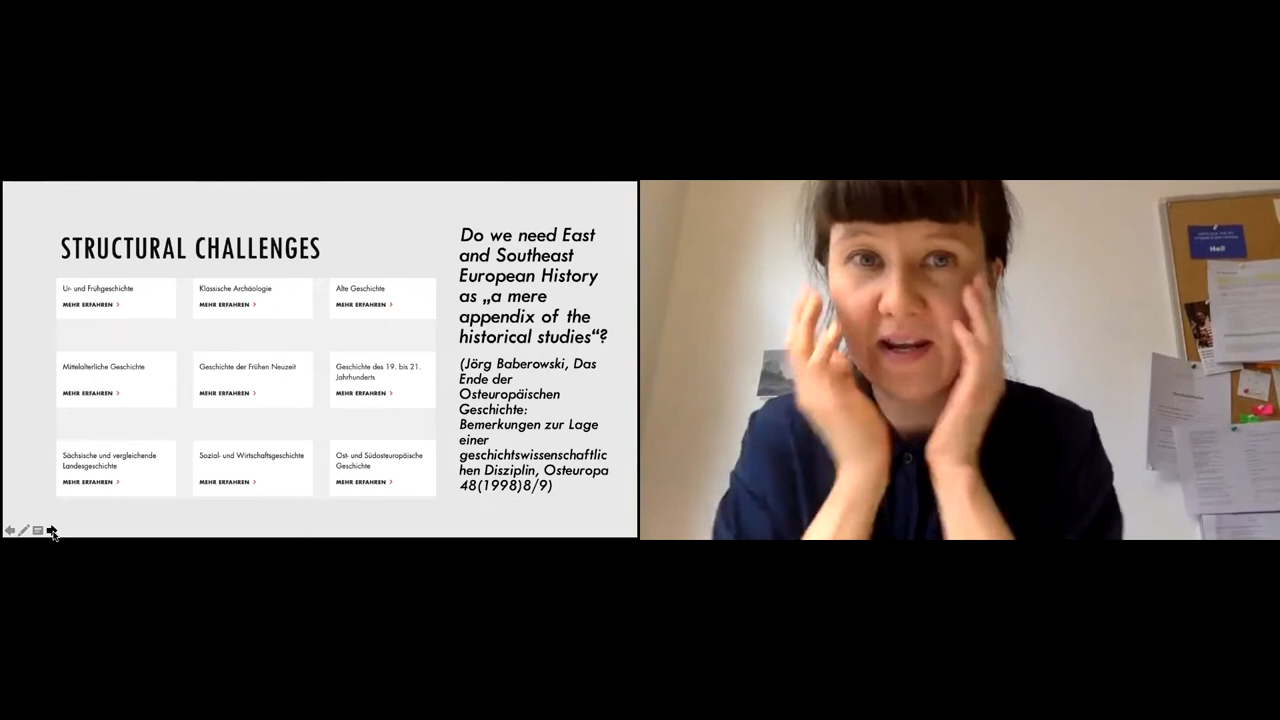 STRUCTURAL CHALLENGES
Ur- und Frühgeschichte
MEHR ERFAHREN >
Klassische Archäologie
MEHR ERFAHREN >
Alte Geschichte
MEHR ERFAHREN >
Mittelalterliche Geschichte
MEHR ERFAHREN >
Geschichte der Frühen Neuzeit
MEHR ERFAHREN >
Geschichte des 19. bis 21.
Jahrhunderts
MEHR ERFAHREN >
Sächsische und vergleichende
Landesgeschichte
MEHR ERFAHREN >
Sozial- und Wirtschaftsgeschichte
MEHR ERFAHREN >
Ost- und Südosteuropäische
Geschichte
MEHR ERFAHREN >
Do we need East
and Southeast
European History
as „a mere
appendix of the
historical studies“?
(Jörg Baberowski, Das
Ende der
Osteuropäischen
Geschichte:
Bemerkungen zur Lage
einer
geschichtswissenschaftlic
hen Disziplin, Osteuropa
48(1998)8/9)